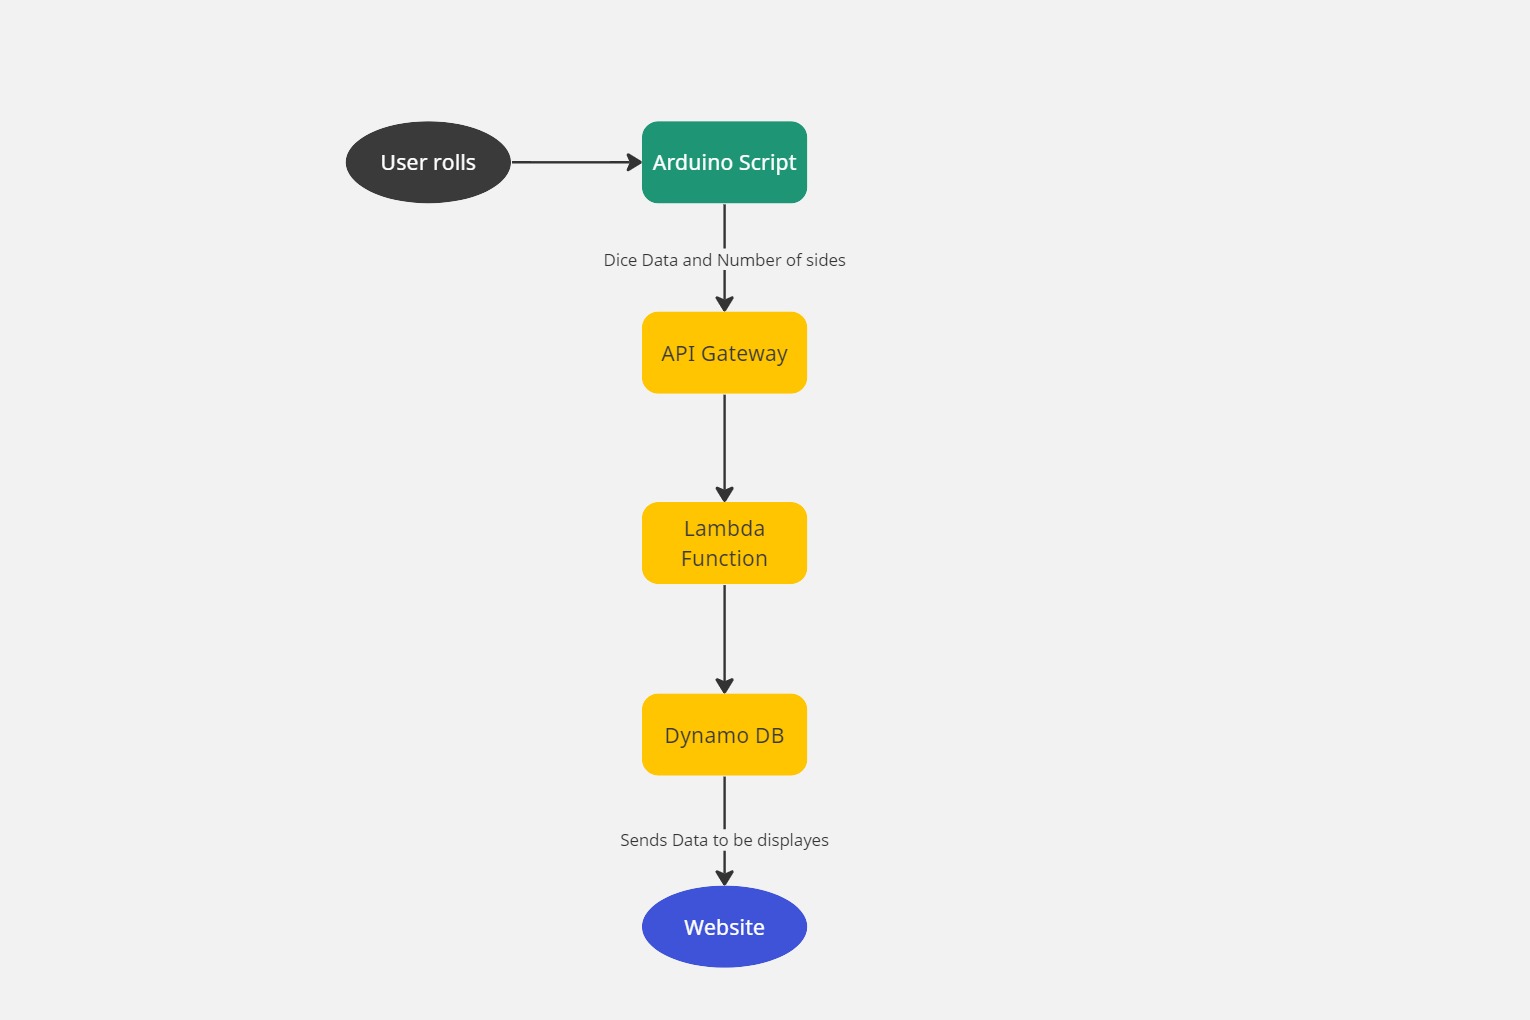 User rolls
Arduino Script
Dice Data and Number of sides
API Gateway
Lambda
Function
Dynamo DB
Sends Data to be displayes
Website